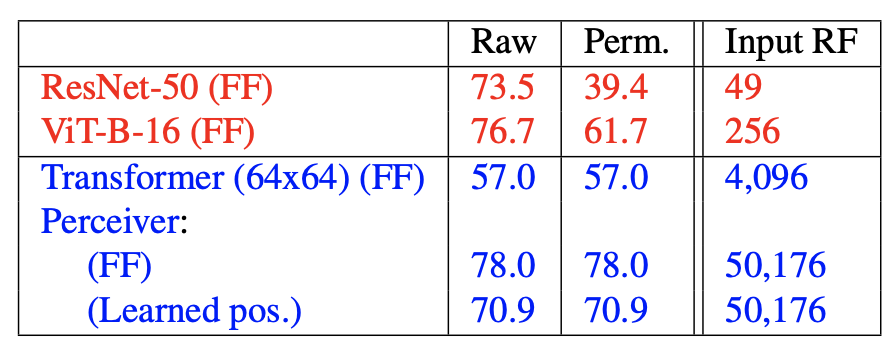 Raw Perm. Input RF
ResNet-50 (FF) 73.5 39.4 49
ViT-B-16 (FF) 76.7 61.7 256
Transformer (64x64) (FF) 57.0 57.0 4,096
Perceiver:
(FF) 78.0 78.0 50,176
(Learned pos.) 70.9 70.9 50,176